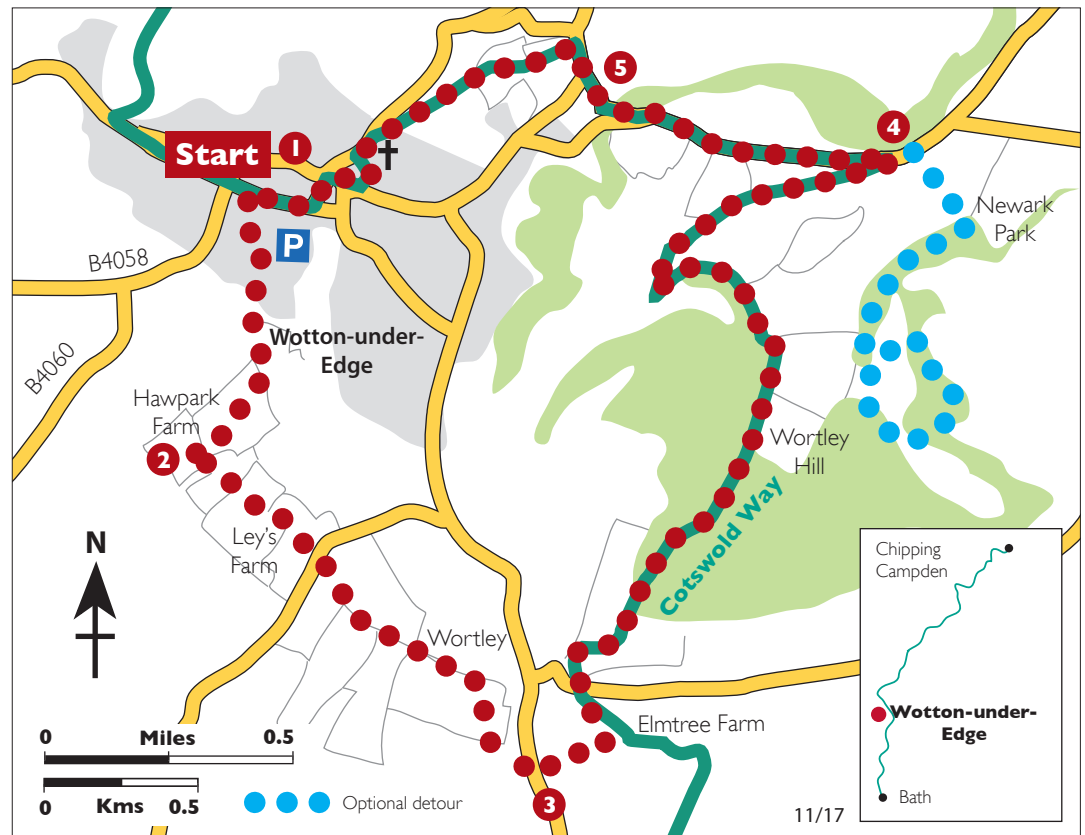 5
4
Start
1
P
Newark
Park
B4058
Wotton-under-
Edge
B4060
Hawpark
Farm
2
Wortley
Hill
Ley's
Farm
Cotswold Way
N
Chipping
Campden
Wortley
Wotton-under-
Edge
Elmtree Farm
0 Miles 0.5
0 Kms 0.5
Optional detour
3
11/17
Bath